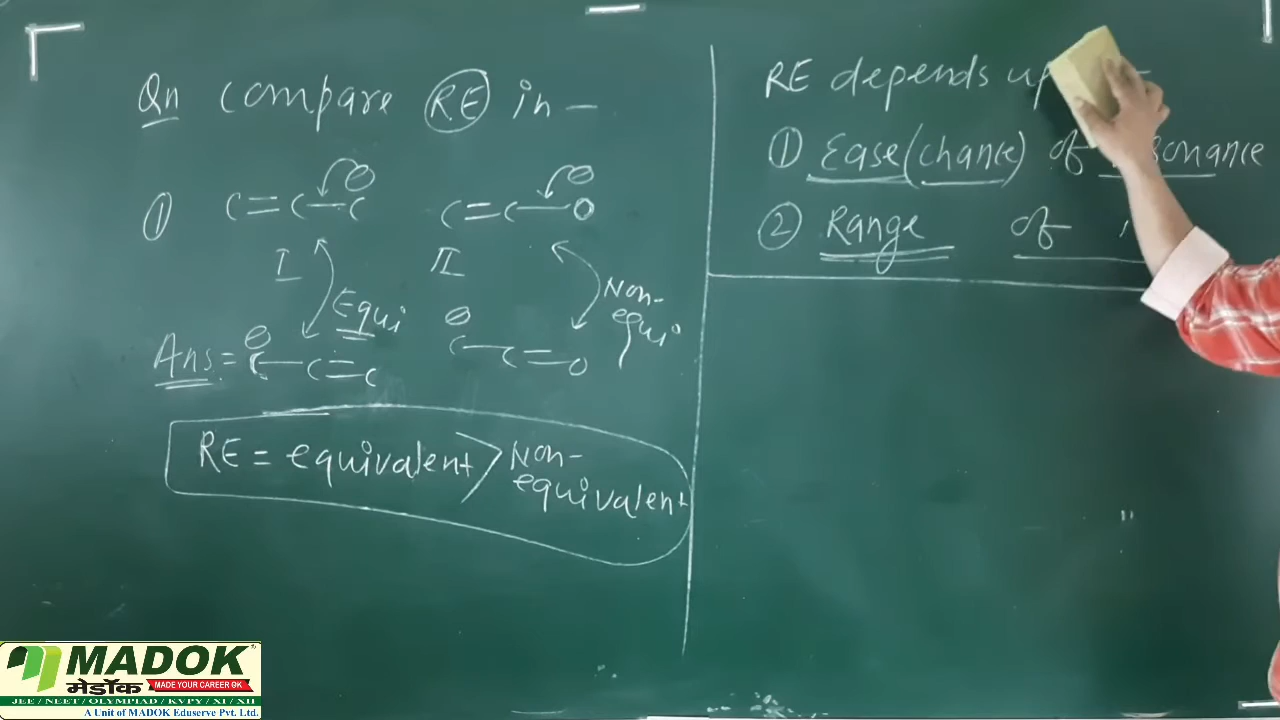 Qn compare RE in –
① C=C–C ⊖ C=C–O ⊖
I II
Equi
Non-
equi
Ans = ⊖ C–C=C ⊖ C–C=O
RE = equivalent > Non-
equivalent
RE depends
① Ease (chance) of
② Range of
MADOK
मेडॉक MADE YOUR CAREER OK
JEE / NEET / OLYMPIAD / KVPY / XI / XII
A Unit of MADOK Eduserve Pvt. Ltd.